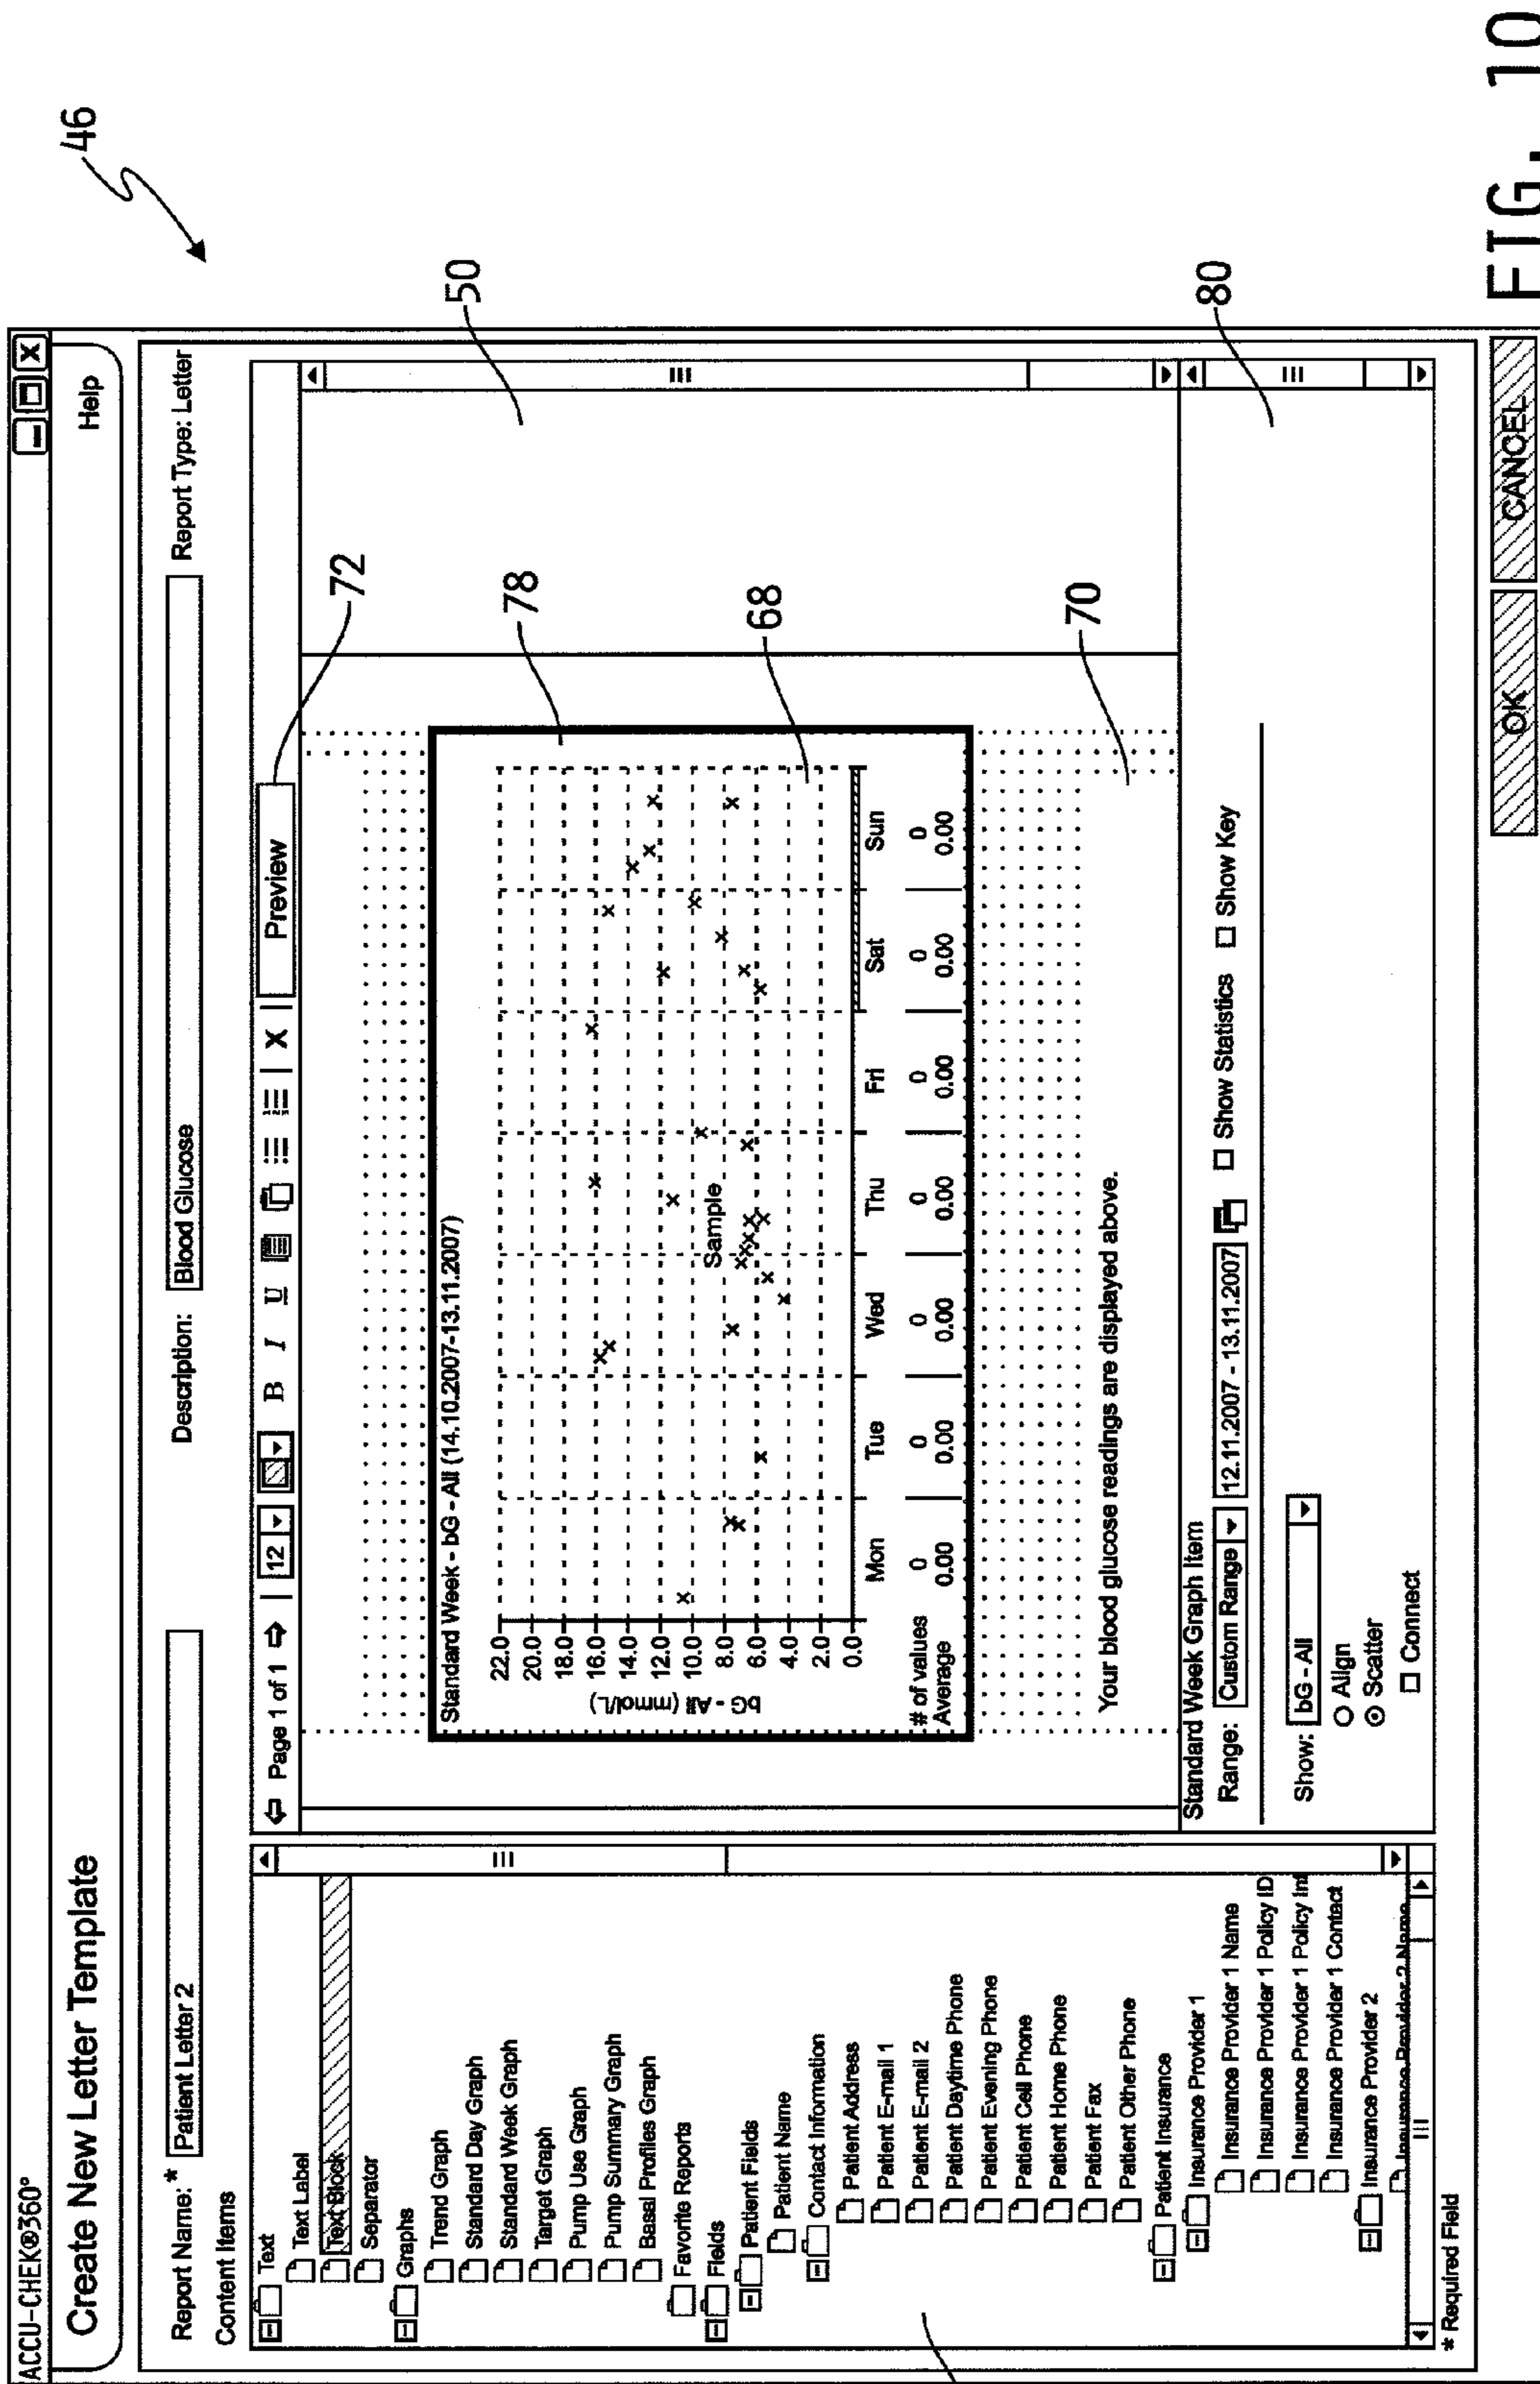 ACCU-CHEK®360°
Create New Letter Template
Help
Report Name: * Patient Letter 2
Description: Blood Glucose
Report Type: Letter
Content Items
Text
Text Label
Text Block
Separator
Graphs
Trend Graph
Standard Day Graph
Standard Week Graph
Target Graph
Pump Use Graph
Pump Summary Graph
Basal Profiles Graph
Favorite Reports
Fields
Patient Fields
Patient Name
Contact Information
Patient Address
Patient E-mail 1
Patient E-mail 2
Patient Daytime Phone
Patient Evening Phone
Patient Cell Phone
Patient Home Phone
Patient Fax
Patient Other Phone
Patient Insurance
Insurance Provider 1
Insurance Provider 1 Name
Insurance Provider 1 Policy ID
Insurance Provider 1 Policy Inf
Insurance Provider 1 Contact
Insurance Provider 2
Insurance Provider 2 Name
* Required Field
Page 1 of 1 | 12 B I U | X | Preview
Standard Week - bG - All (14.10.2007-13.11.2007)
bG - All (mmol/L)
22.0
20.0
18.0
16.0
14.0
12.0
10.0
8.0
6.0
4.0
2.0
0.0
Sample
Mon Tue Wed Thu Fri Sat Sun
# of values 0 0 0 0 0 0 0
Average 0.00 0.00 0.00 0.00 0.00 0.00 0.00
Your blood glucose readings are displayed above.
Standard Week Graph Item
Range: Custom Range 12.11.2007 - 13.11.2007 Show Statistics Show Key
Show: bG - All
Align
Scatter
Connect
OK CANCEL
46
50
72
78
68
70
80
FIG. 10